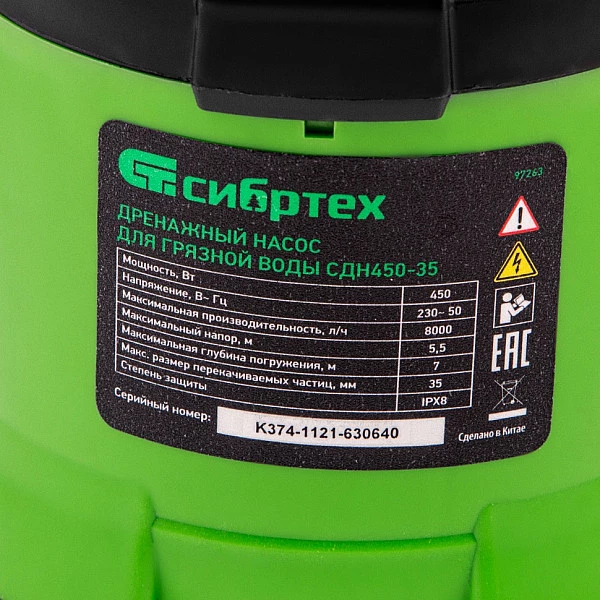 сибртех
97263
ДРЕНАЖНЫЙ НАСОС
ДЛЯ ГРЯЗНОЙ ВОДЫ СДН450-35
Мощность, Вт 450
Напряжение, В~ Гц 230~ 50
Максимальная производительность, л/ч 8000
Максимальный напор, м 5,5
Максимальная глубина погружения, м 7
Макс. размер перекачиваемых частиц, мм 35
Степень защиты IPX8
Серийный номер: K374-1121-630640
EAC
Сделано в Китае